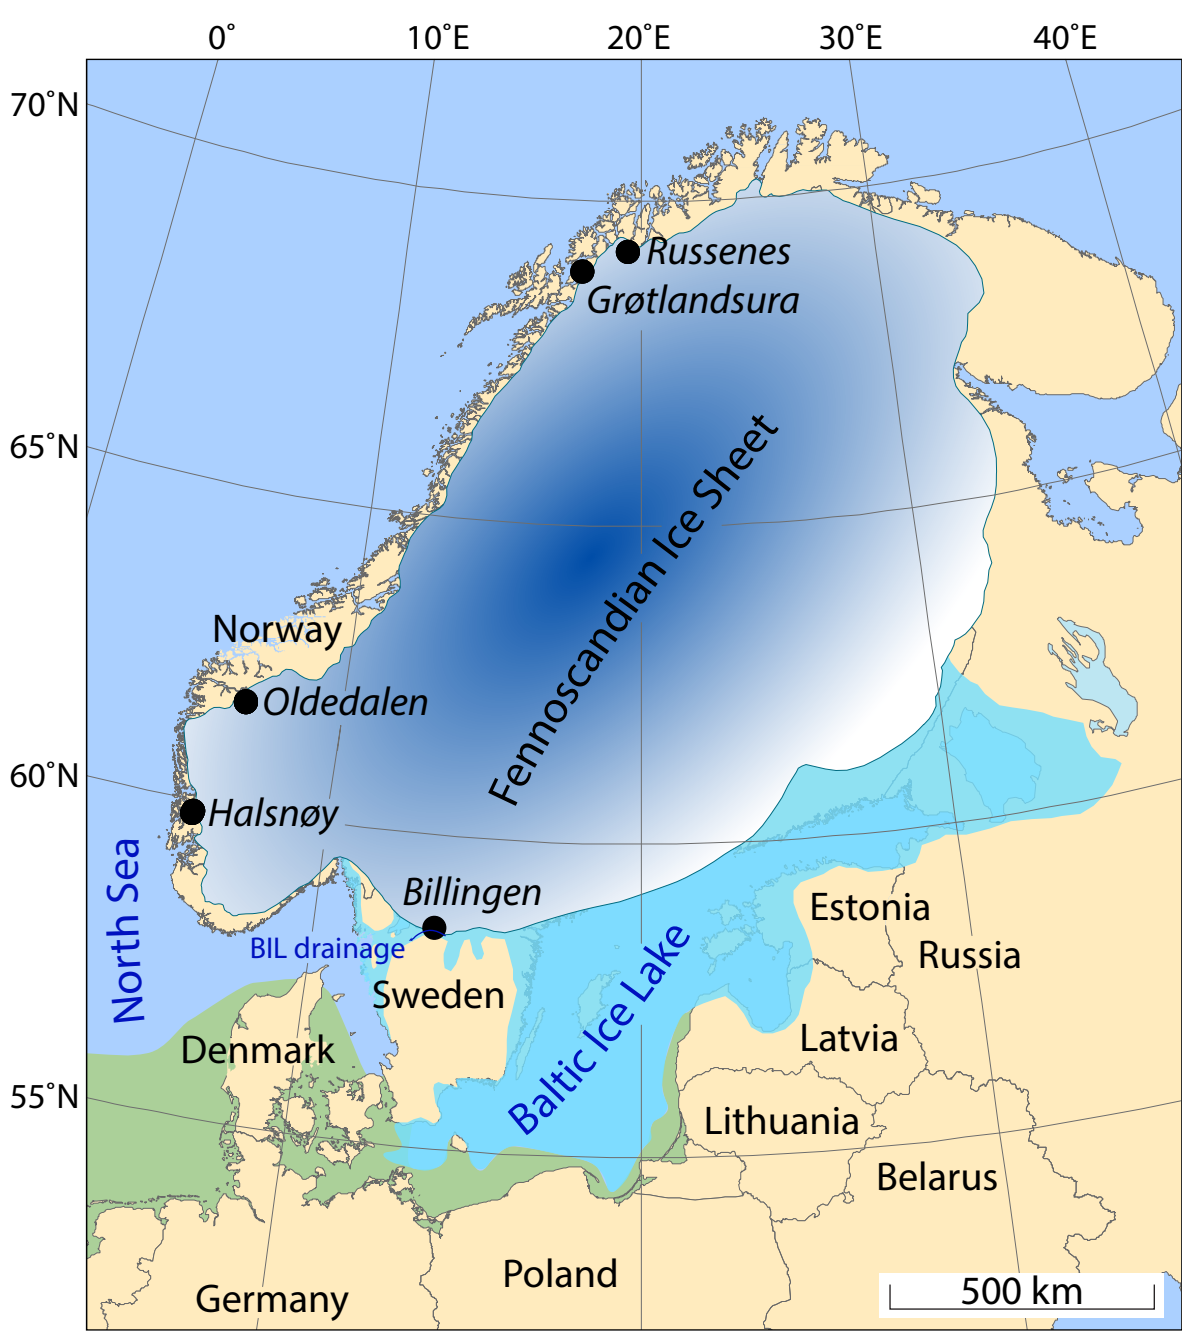 0˚
10˚E
20˚E
30˚E
40˚E
70˚N
65˚N
60˚N
55˚N
Russenes
Grøtlandsura
Fennoscandian Ice Sheet
Norway
Oldedalen
Halsnøy
North Sea
Billingen
BIL drainage
Estonia
Russia
Sweden
Baltic Ice Lake
Denmark
Latvia
Lithuania
Belarus
Poland
Germany
500 km